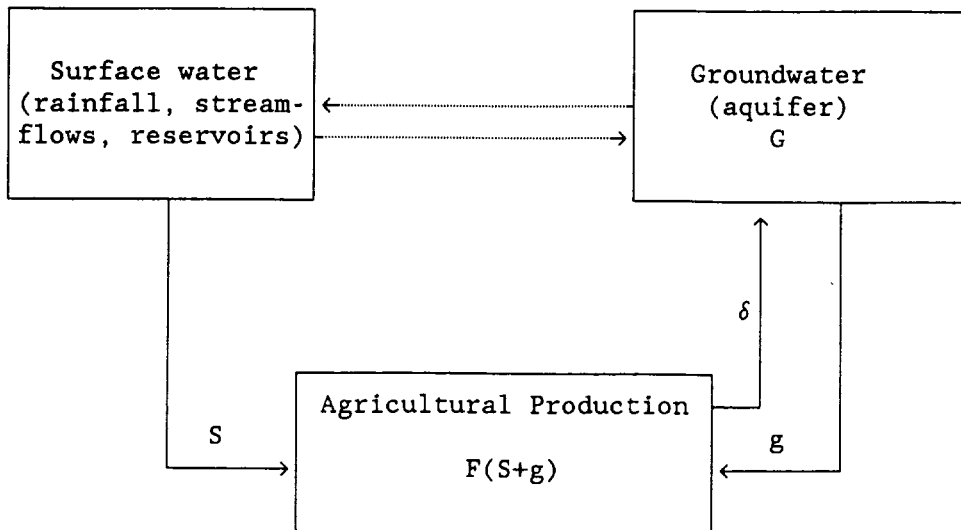 Surface water
(rainfall, stream-
flows, reservoirs)
Groundwater
(aquifer)
G
δ
Agricultural Production
S
F(S+g)
g